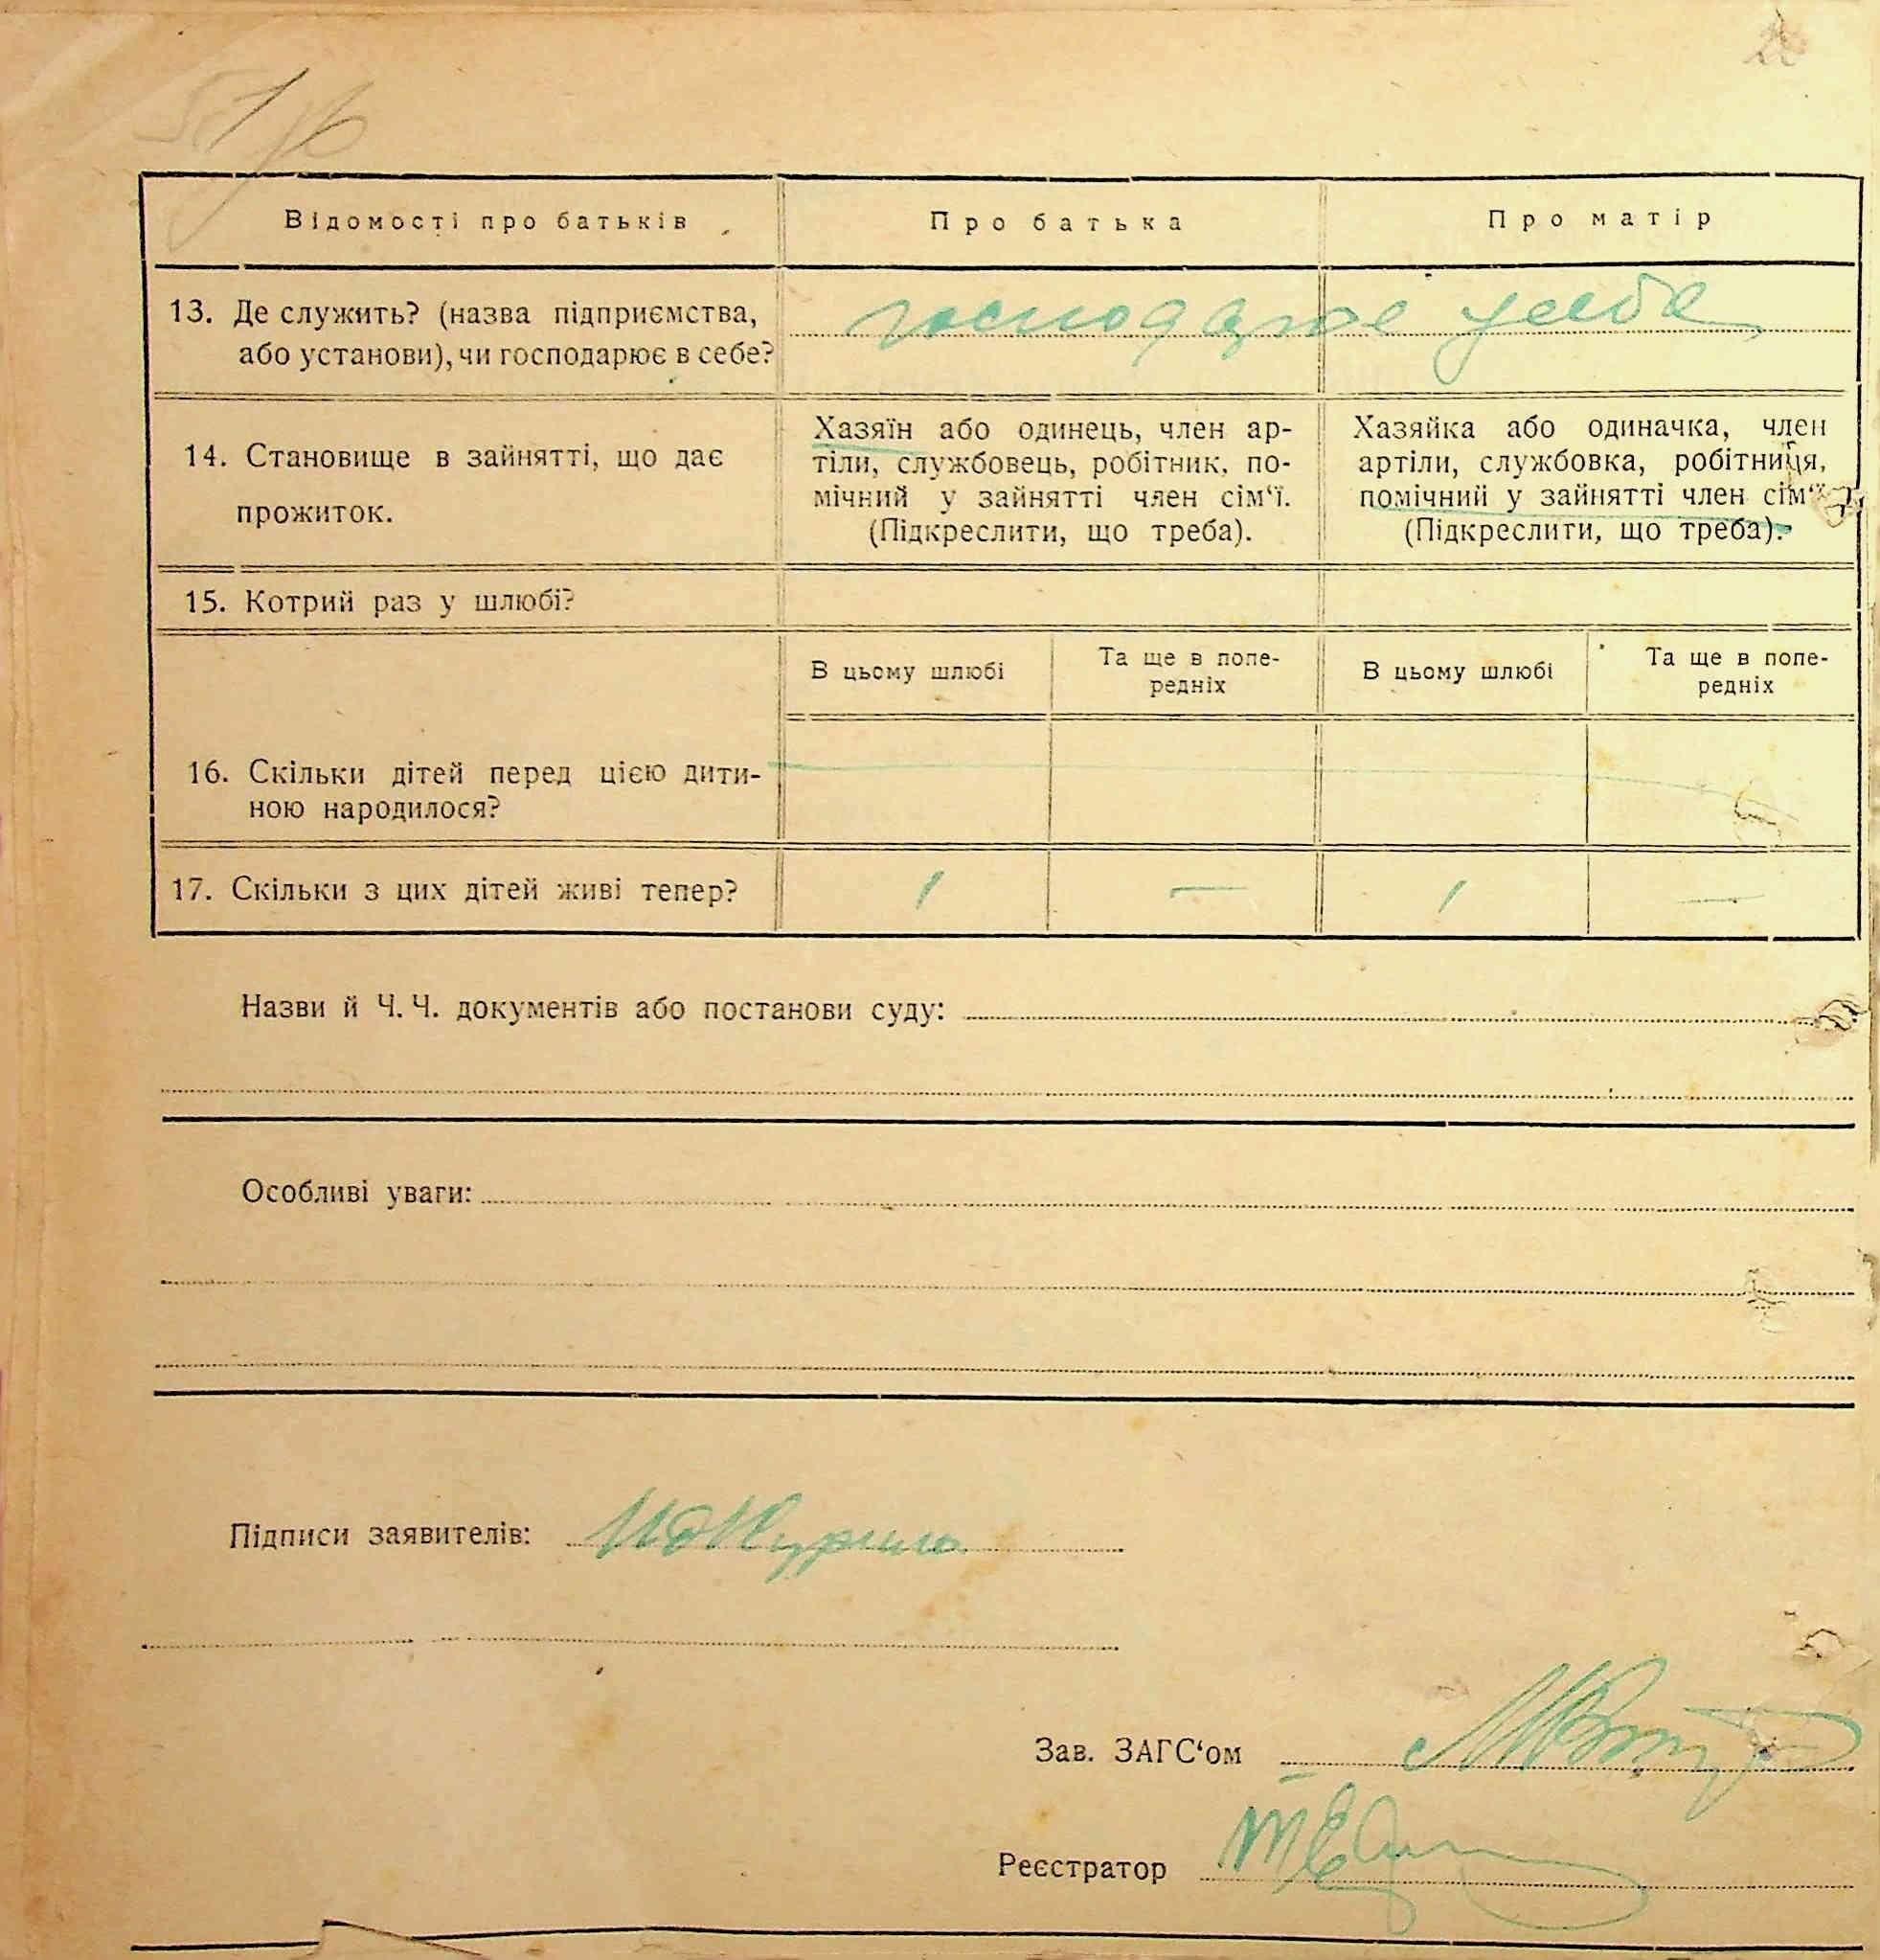 Відомості про батьків
Про батька
Про матір
13. Де служить? (назва підприємства,
або установи), чи господарює в себе?
господарює у себе
14. Становище в зайнятті, що дає
прожиток.
Хазяїн або одинець, член ар-
тіли, службовець, робітник, по-
мічний у зайнятті член сім‘ї.
(Підкреслити, що треба).
Хазяйка або одиначка, член
артіли, службовка, робітниця,
помічний у зайнятті член сім‘ї
(Підкреслити, що треба).
15. Котрий раз у шлюбі?
В цьому шлюбі
Та ще в попе-
редніх
В цьому шлюбі
Та ще в попе-
редніх
16. Скільки дітей перед цією дити-
ною народилося?
17. Скільки з цих дітей живі тепер?
1 — 1 —
Назви й Ч. Ч. документів або постанови суду:
Особливі уваги:
Підписи заявителів:
Зав. ЗАГС‘ом
Реєстратор